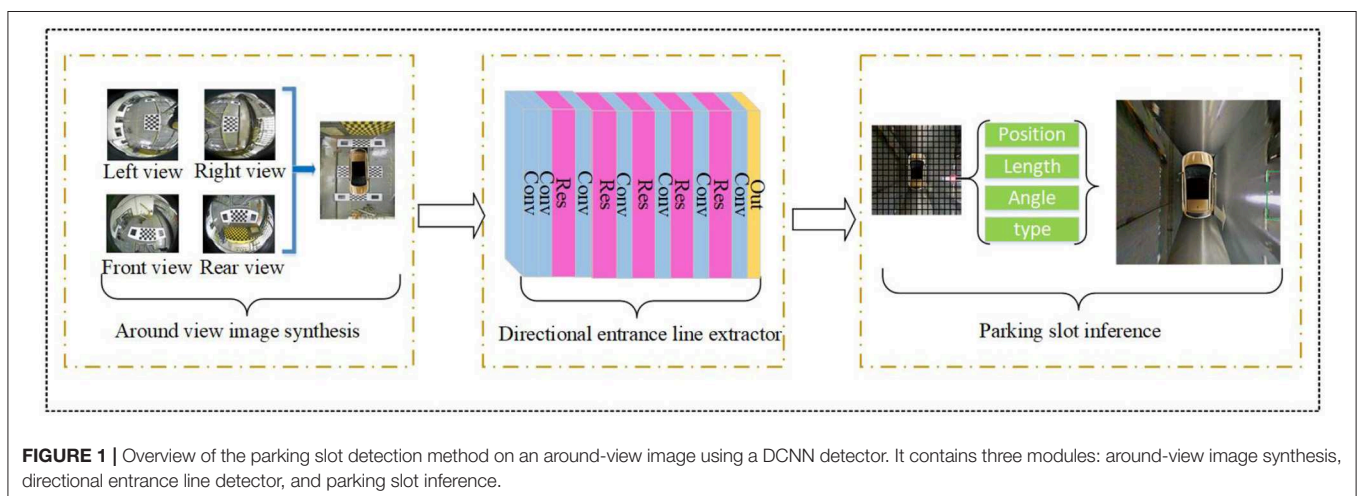 Left view
Right view
Front view
Rear view
Around view image synthesis
Conv
Conv
Res
Conv
Res
Conv
Res
Conv
Res
Conv
Res
Conv
Out
Directional entrance line extractor
Position
Length
Angle
type
Parking slot inference
FIGURE 1 | Overview of the parking slot detection method on an around-view image using a DCNN detector. It contains three modules: around-view image synthesis,
directional entrance line detector, and parking slot inference.